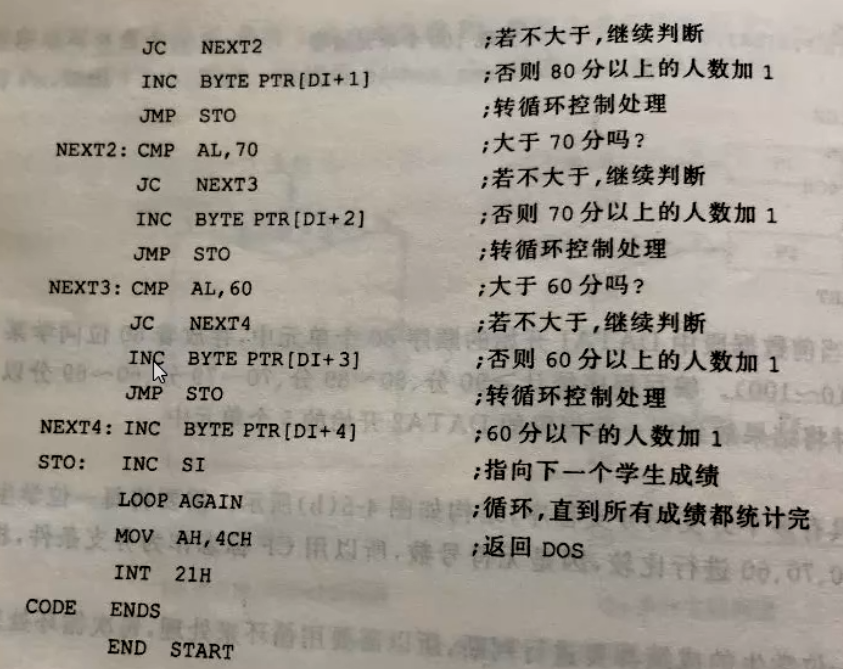 JC NEXT2 ;若不大于,继续判断
INC BYTE PTR[DI+1] ;否则 80 分以上的人数加 1
JMP STO ;转循环控制处理
NEXT2: CMP AL,70 ;大于 70 分吗?
JC NEXT3 ;若不大于,继续判断
INC BYTE PTR[DI+2] ;否则 70 分以上的人数加 1
JMP STO ;转循环控制处理
NEXT3: CMP AL,60 ;大于 60 分吗?
JC NEXT4 ;若不大于,继续判断
INC BYTE PTR[DI+3] ;否则 60 分以上的人数加 1
JMP STO ;转循环控制处理
NEXT4: INC BYTE PTR[DI+4] ;60 分以下的人数加 1
STO: INC SI ;指向下一个学生成绩
LOOP AGAIN ;循环,直到所有成绩都统计完
MOV AH,4CH ;返回 DOS
INT 21H
CODE ENDS
END START